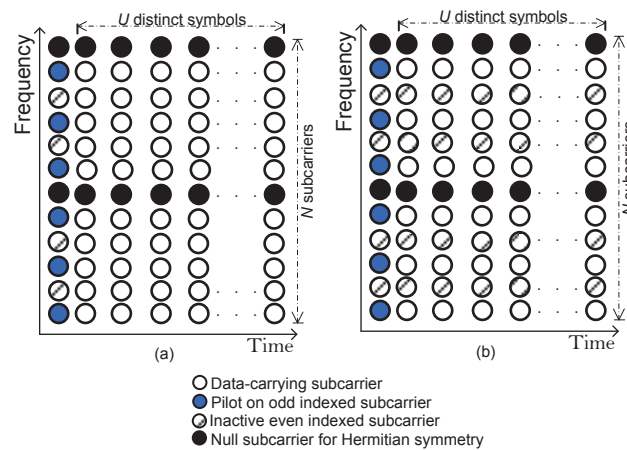 U distinct symbols
Frequency
N subcarriers
Time
(a)
U distinct symbols
Frequency
N subcarriers
Time
(b)
Data-carrying subcarrier
Pilot on odd indexed subcarrier
Inactive even indexed subcarrier
Null subcarrier for Hermitian symmetry